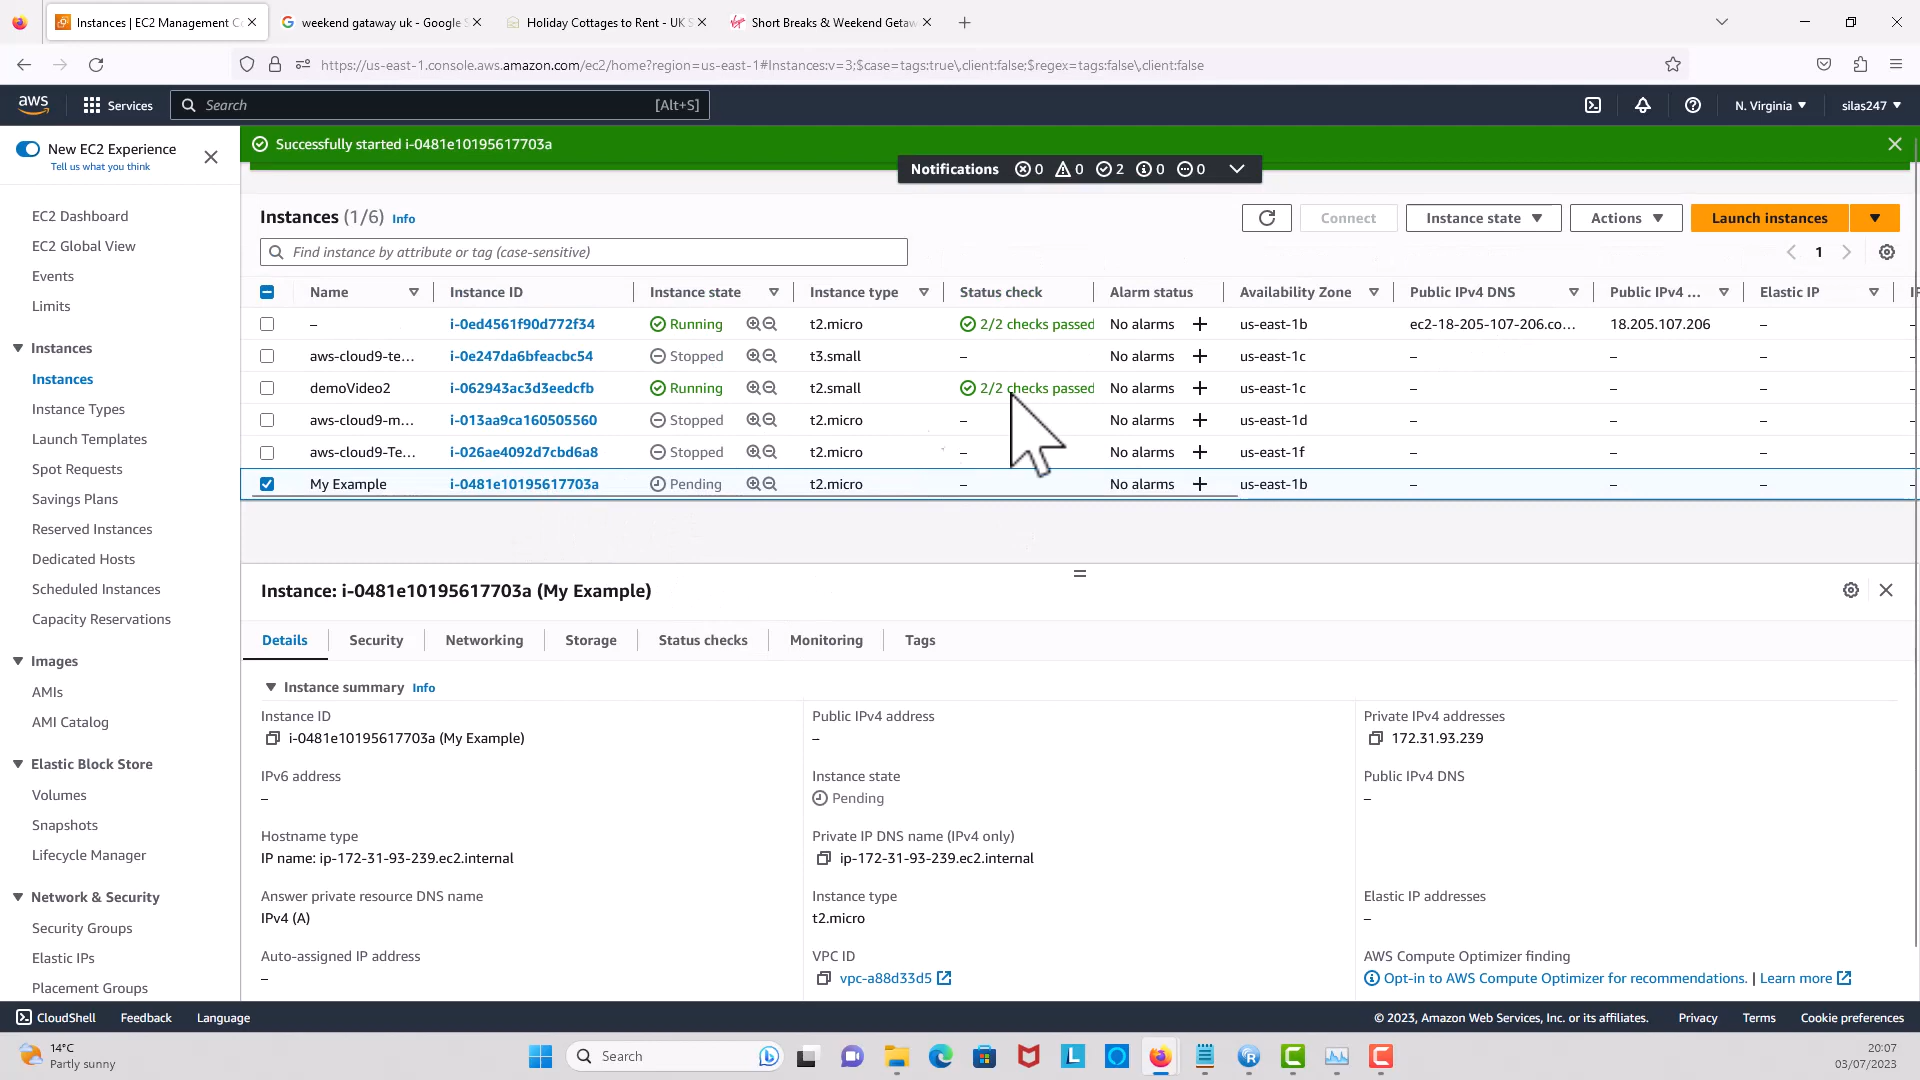 Instances | EC2 Management C
weekend gataway uk - Google S
Holiday Cottages to Rent - UK S
Short Breaks & Weekend Getaw
https://us-east-1.console.aws.amazon.com/ec2/home?region=us-east-1#Instances:v=3;$case=tags:true\,client:false;$regex=tags:false\,client:false
aws
Services
Search
[Alt+S]
N. Virginia
silas247
New EC2 Experience
Tell us what you think
Successfully started i-0481e10195617703a
Notifications 0 0 2 0 0
EC2 Dashboard
EC2 Global View
Events
Limits
Instances
Instances
Instance Types
Launch Templates
Spot Requests
Savings Plans
Reserved Instances
Dedicated Hosts
Scheduled Instances
Capacity Reservations
Images
AMIs
AMI Catalog
Elastic Block Store
Volumes
Snapshots
Lifecycle Manager
Network & Security
Security Groups
Elastic IPs
Placement Groups
Instances (1/6) Info
Connect
Instance state
Actions
Launch instances
Find instance by attribute or tag (case-sensitive)
1
Name Instance ID Instance state Instance type Status check Alarm status Availability Zone Public IPv4 DNS Public IPv4 ... Elastic IP
– i-0ed4561f90d772f34 Running t2.micro 2/2 checks passed No alarms + us-east-1b ec2-18-205-107-206.co... 18.205.107.206 –
aws-cloud9-te... i-0e247da6bfeacbc54 Stopped t3.small – No alarms + us-east-1c – – –
demoVideo2 i-062943ac3d3eedcfb Running t2.small 2/2 checks passed No alarms + us-east-1c – – –
aws-cloud9-m... i-013aa9ca160505560 Stopped t2.micro – No alarms + us-east-1d – – –
aws-cloud9-Te... i-026ae4092d7cbd6a8 Stopped t2.micro – No alarms + us-east-1f – – –
My Example i-0481e10195617703a Pending t2.micro – No alarms + us-east-1b – – –
Instance: i-0481e10195617703a (My Example)
Details
Security
Networking
Storage
Status checks
Monitoring
Tags
Instance summary Info
Instance ID
i-0481e10195617703a (My Example)
Public IPv4 address
–
Private IPv4 addresses
172.31.93.239
IPv6 address
–
Instance state
Pending
Public IPv4 DNS
–
Hostname type
IP name: ip-172-31-93-239.ec2.internal
Private IP DNS name (IPv4 only)
ip-172-31-93-239.ec2.internal
Answer private resource DNS name
IPv4 (A)
Instance type
t2.micro
Elastic IP addresses
–
Auto-assigned IP address
–
VPC ID
vpc-a88d33d5
AWS Compute Optimizer finding
Opt-in to AWS Compute Optimizer for recommendations. | Learn more
CloudShell
Feedback
Language
© 2023, Amazon Web Services, Inc. or its affiliates.
Privacy
Terms
Cookie preferences
14°C
Partly sunny
Search
20:07
03/07/2023